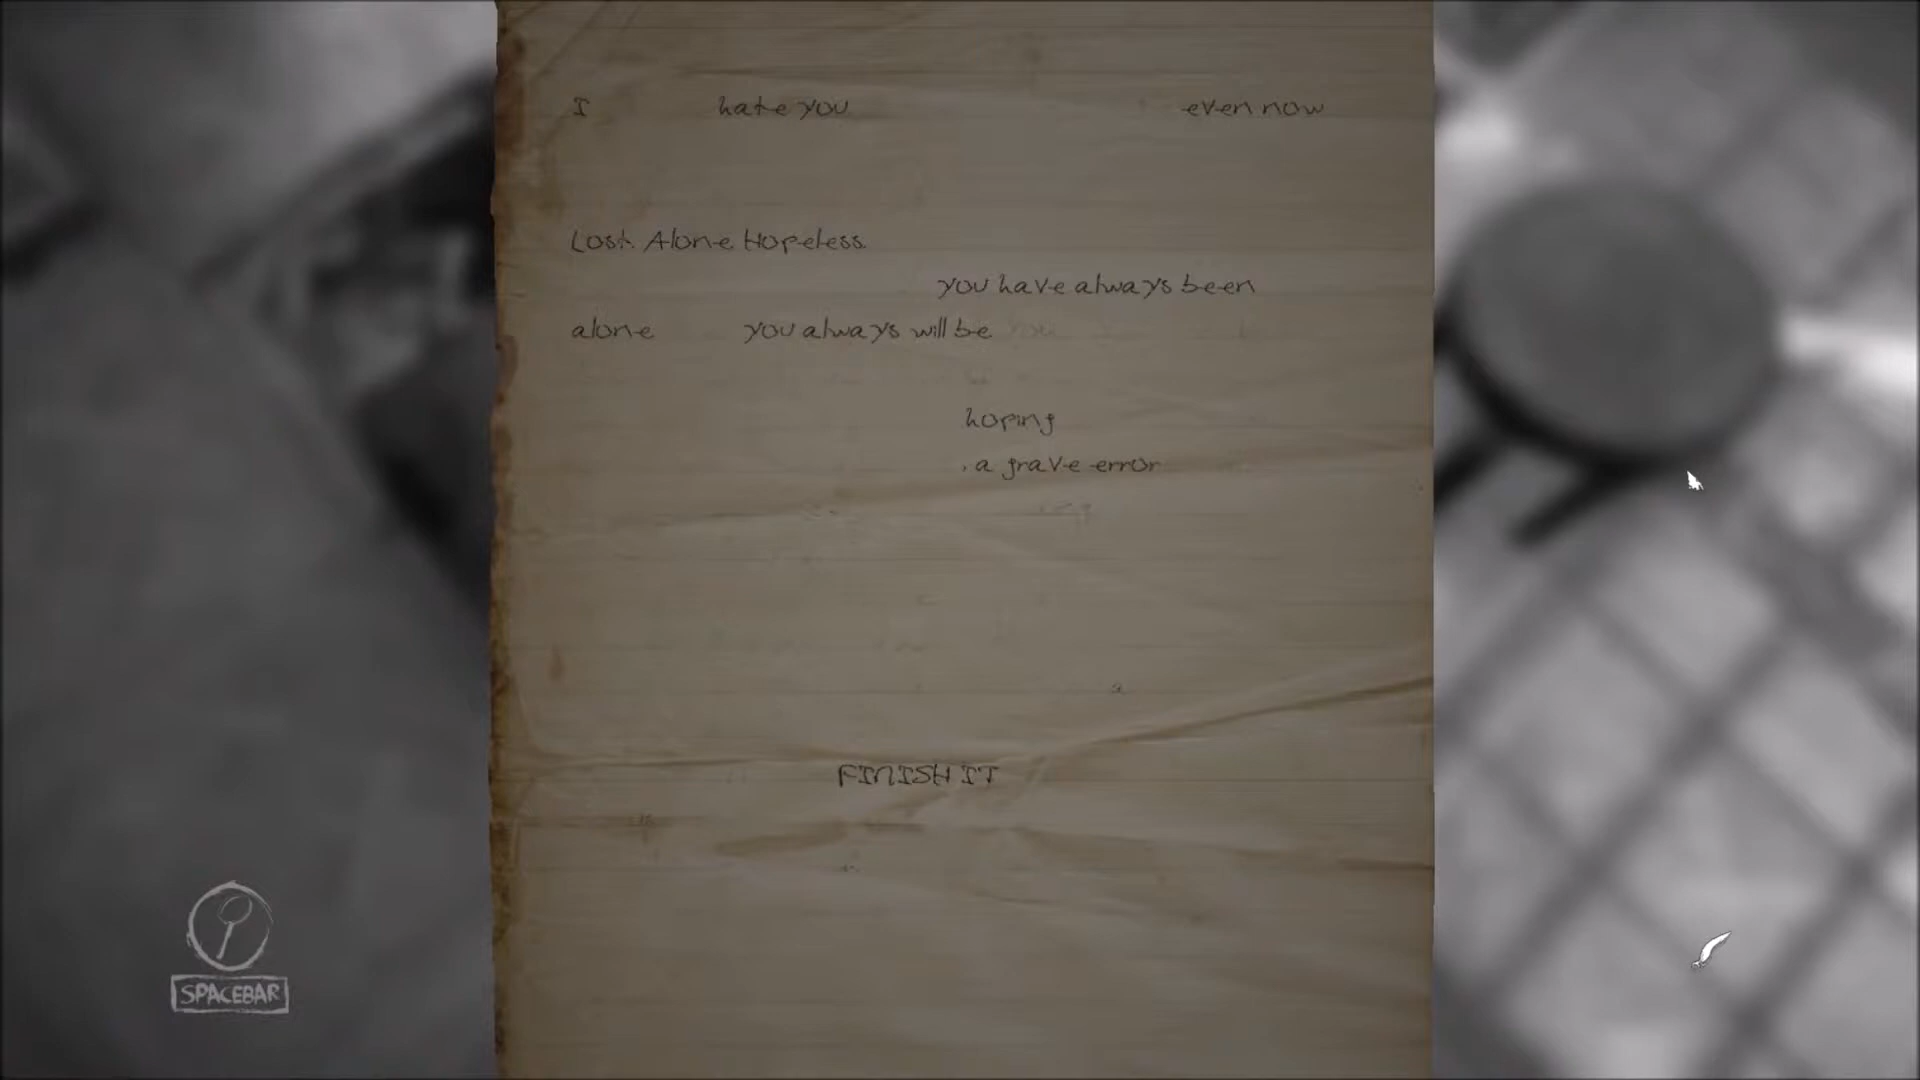 I hate you even now
Lost. Alone. Hopeless.
you have always been
alone you always will be.
hoping
. a grave error
a
FINISH IT
SPACEBAR